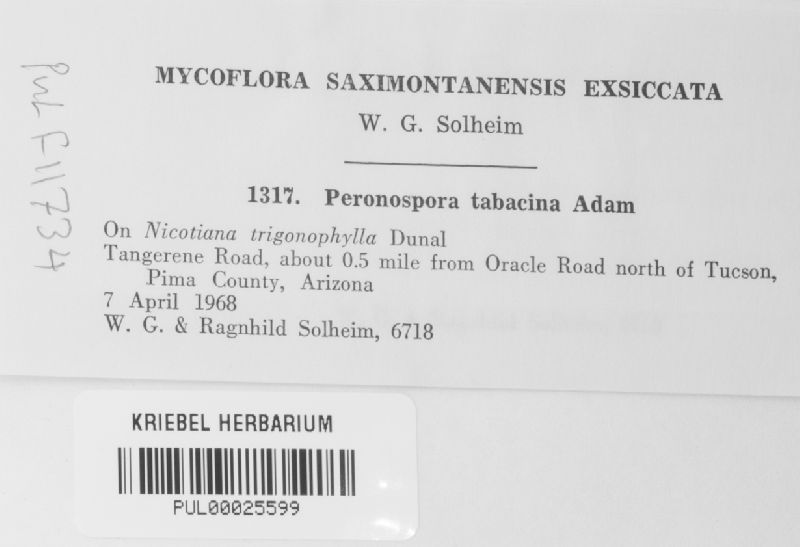 MYCOFLORA SAXIMONTANENSIS EXSICCATA
W. G. Solheim
1317. Peronospora tabacina Adam
On Nicotiana trigonophylla Dunal
Tangerene Road, about 0.5 mile from Oracle Road north of Tucson,
Pima County, Arizona
7 April 1968
W. G. & Ragnhild Solheim, 6718
PUL F11734
KRIEBEL HERBARIUM
PUL00025599